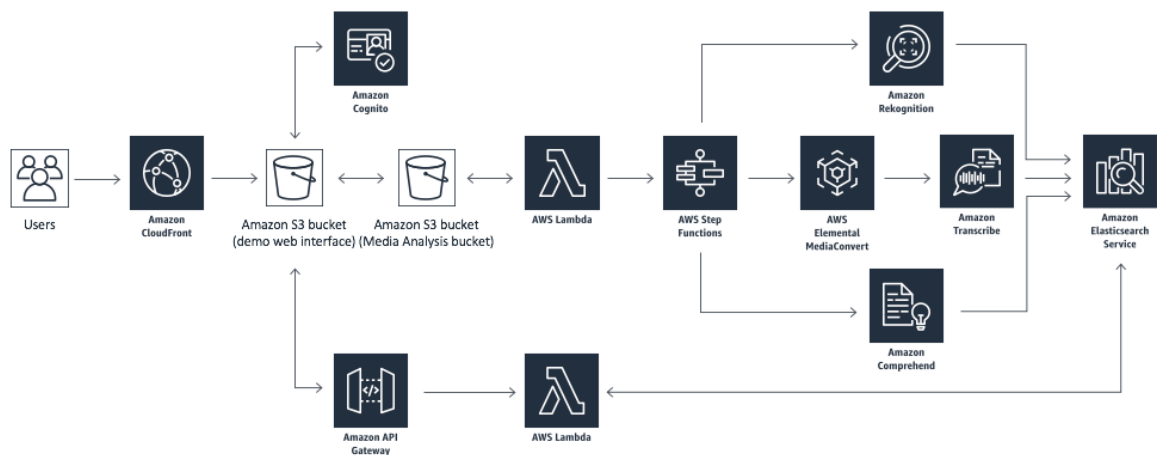 Amazon
Cognito
Amazon
Rekognition
Users
Amazon
CloudFront
Amazon S3 bucket
(demo web interface)
Amazon S3 bucket
(Media Analysis bucket)
AWS Lambda
AWS Step
Functions
AWS
Elemental
MediaConvert
Amazon
Transcribe
Amazon
Elasticsearch
Service
Amazon
Comprehend
Amazon API
Gateway
AWS Lambda